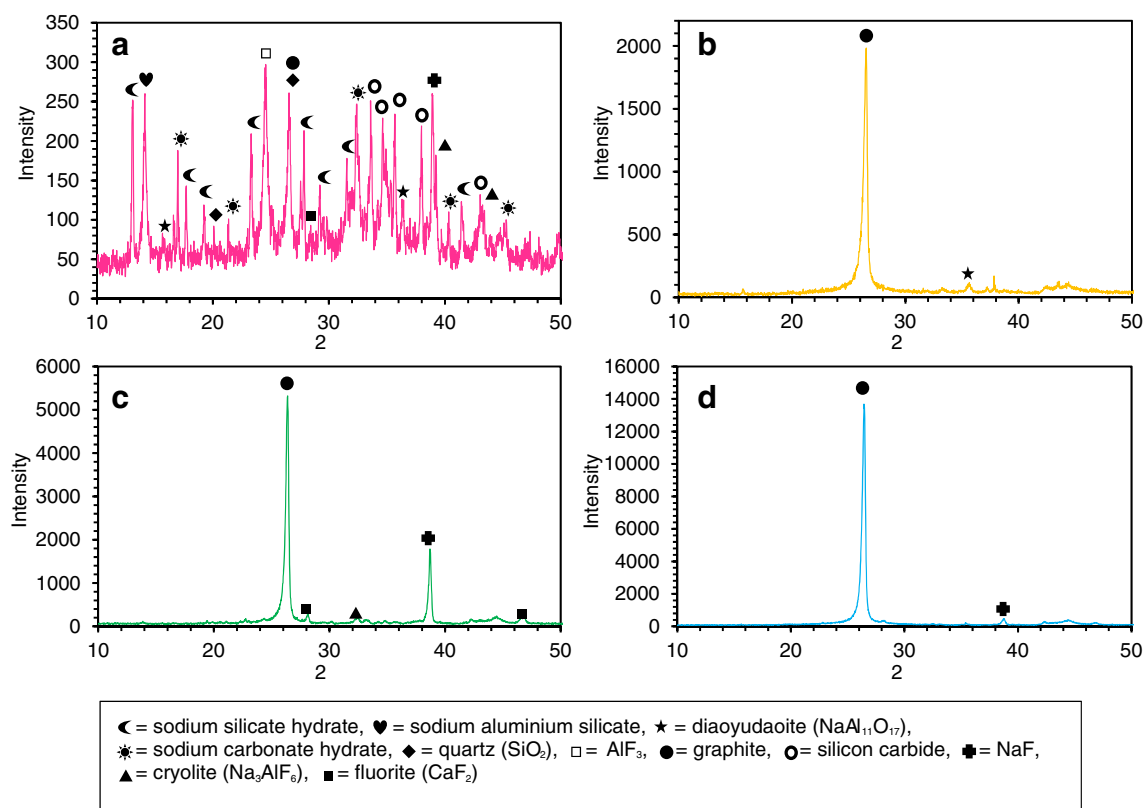 a
350
300
250
200
150
100
50
0
Intensity
10 20 30 40 50
2
b
2000
1500
1000
500
0
Intensity
10 20 30 40 50
2
c
6000
5000
4000
3000
2000
1000
0
Intensity
10 20 30 40 50
2
d
16000
14000
12000
10000
8000
6000
4000
2000
0
Intensity
10 20 30 40 50
2
= sodium silicate hydrate, = sodium aluminium silicate, = diaoyudaoite (NaAl₁₁O₁₇),
= sodium carbonate hydrate, = quartz (SiO₂), = AlF₃, = graphite, = silicon carbide, = NaF,
= cryolite (Na₃AlF₆), = fluorite (CaF₂)